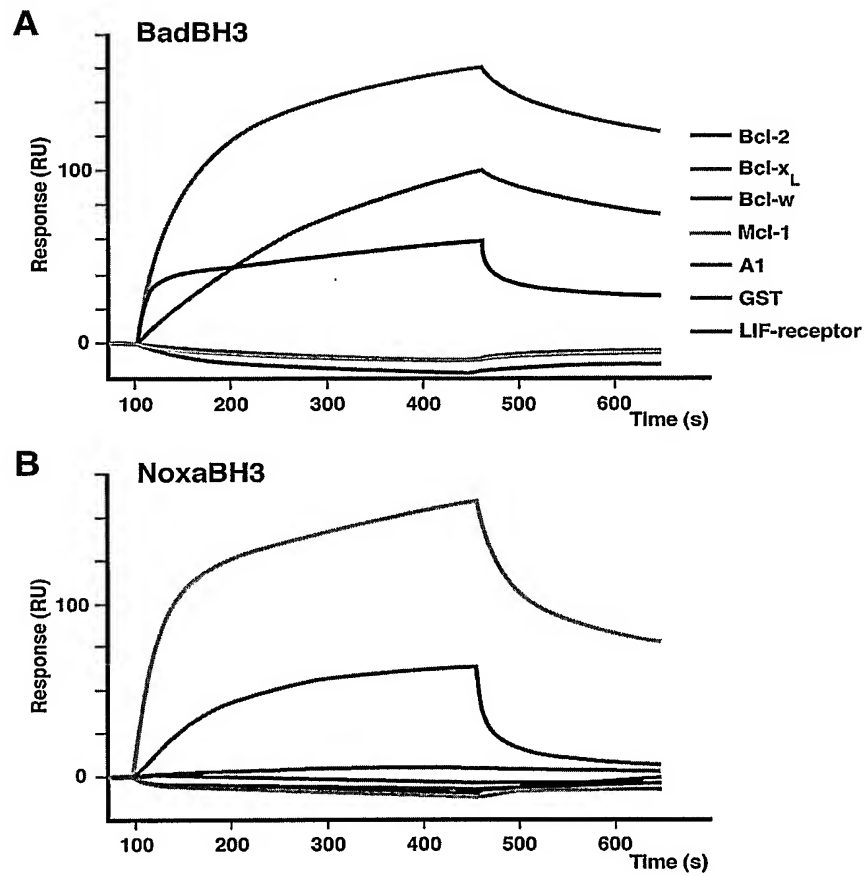 A
BadBH3
Response (RU)
100
0
100
200
300
400
500
600
Time (s)
Bcl-2
Bcl-xL
Bcl-w
Mcl-1
A1
GST
LIF-receptor
B
NoxaBH3
Response (RU)
100
0
100
200
300
400
500
600
Time (s)